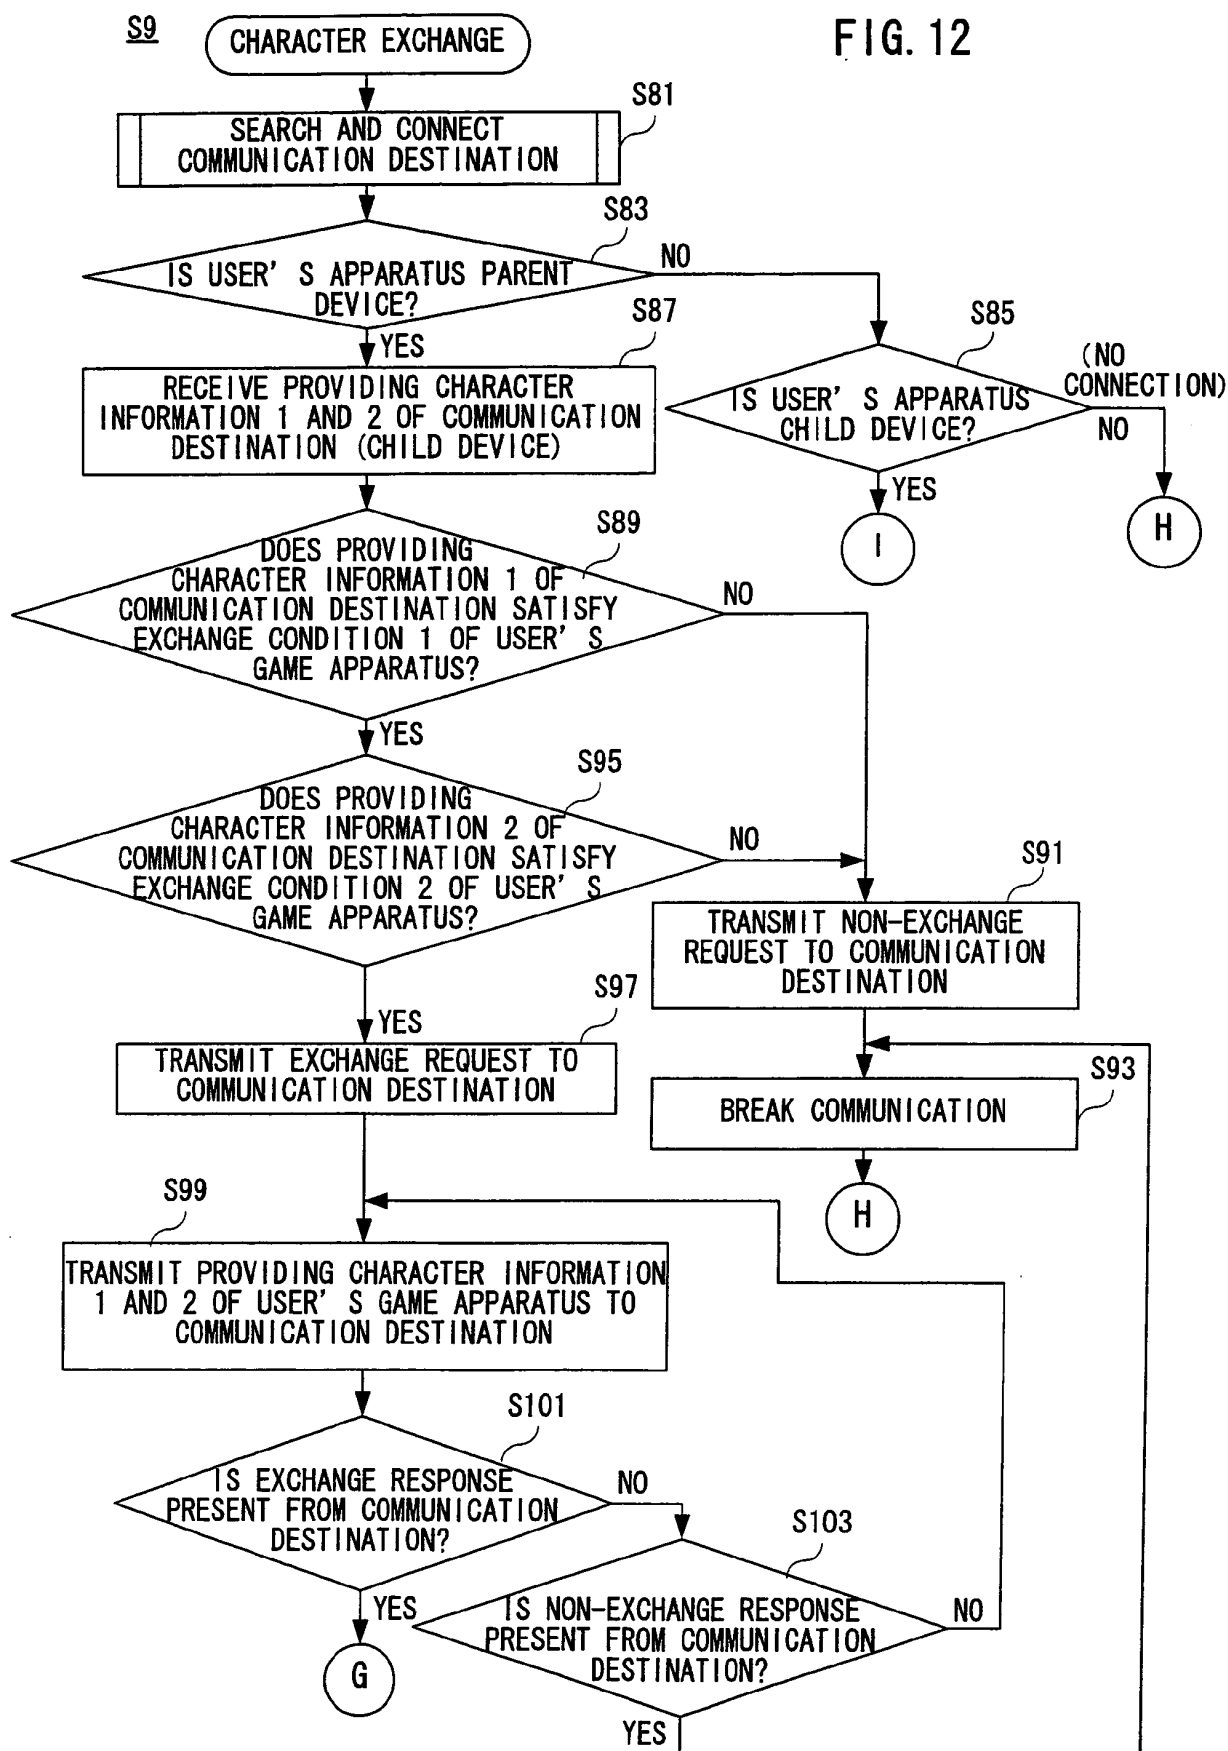 S9
CHARACTER EXCHANGE
FIG. 12
S81
SEARCH AND CONNECT
COMMUNICATION DESTINATION
S83
IS USER'S APPARATUS PARENT
DEVICE?
NO
YES
S87
RECEIVE PROVIDING CHARACTER
INFORMATION 1 AND 2 OF COMMUNICATION
DESTINATION (CHILD DEVICE)
S85
IS USER'S APPARATUS
CHILD DEVICE?
(NO
CONNECTION)
NO
YES
I
H
S89
DOES PROVIDING
CHARACTER INFORMATION 1 OF
COMMUNICATION DESTINATION SATISFY
EXCHANGE CONDITION 1 OF USER'S
GAME APPARATUS?
NO
YES
S95
DOES PROVIDING
CHARACTER INFORMATION 2 OF
COMMUNICATION DESTINATION SATISFY
EXCHANGE CONDITION 2 OF USER'S
GAME APPARATUS?
NO
YES
S91
TRANSMIT NON-EXCHANGE
REQUEST TO COMMUNICATION
DESTINATION
S97
TRANSMIT EXCHANGE REQUEST TO
COMMUNICATION DESTINATION
S93
BREAK COMMUNICATION
H
S99
TRANSMIT PROVIDING CHARACTER INFORMATION
1 AND 2 OF USER'S GAME APPARATUS TO
COMMUNICATION DESTINATION
S101
IS EXCHANGE RESPONSE
PRESENT FROM COMMUNICATION
DESTINATION?
NO
YES
G
S103
IS NON-EXCHANGE RESPONSE
PRESENT FROM COMMUNICATION
DESTINATION?
NO
YES